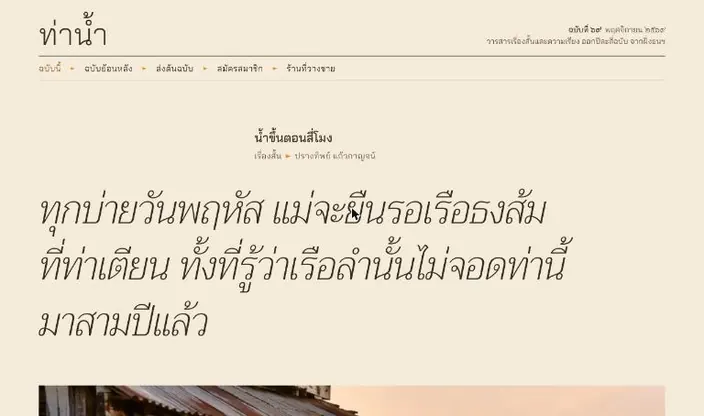 ท่าน้ำ
ฉบับที่ ๖๙ พฤศจิกายน ๒๕๖๙
วารสารเรื่องสั้นและความเรียง ออกปีละสี่ฉบับ จากฝั่งธนฯ
ฉบับนี้ ► ฉบับย้อนหลัง ► ส่งต้นฉบับ ► สมัครสมาชิก ► ร้านที่วางขาย
น้ำขึ้นตอนสี่โมง
เรื่องสั้น ► ปรางทิพย์ แก้วกาญจน์
ทุกบ่ายวันพฤหัส แม่จะยืนรอเรือธงส้ม
ที่ท่าเตียน ทั้งที่รู้ว่าเรือลำนั้นไม่จอดท่านี้
มาสามปีแล้ว